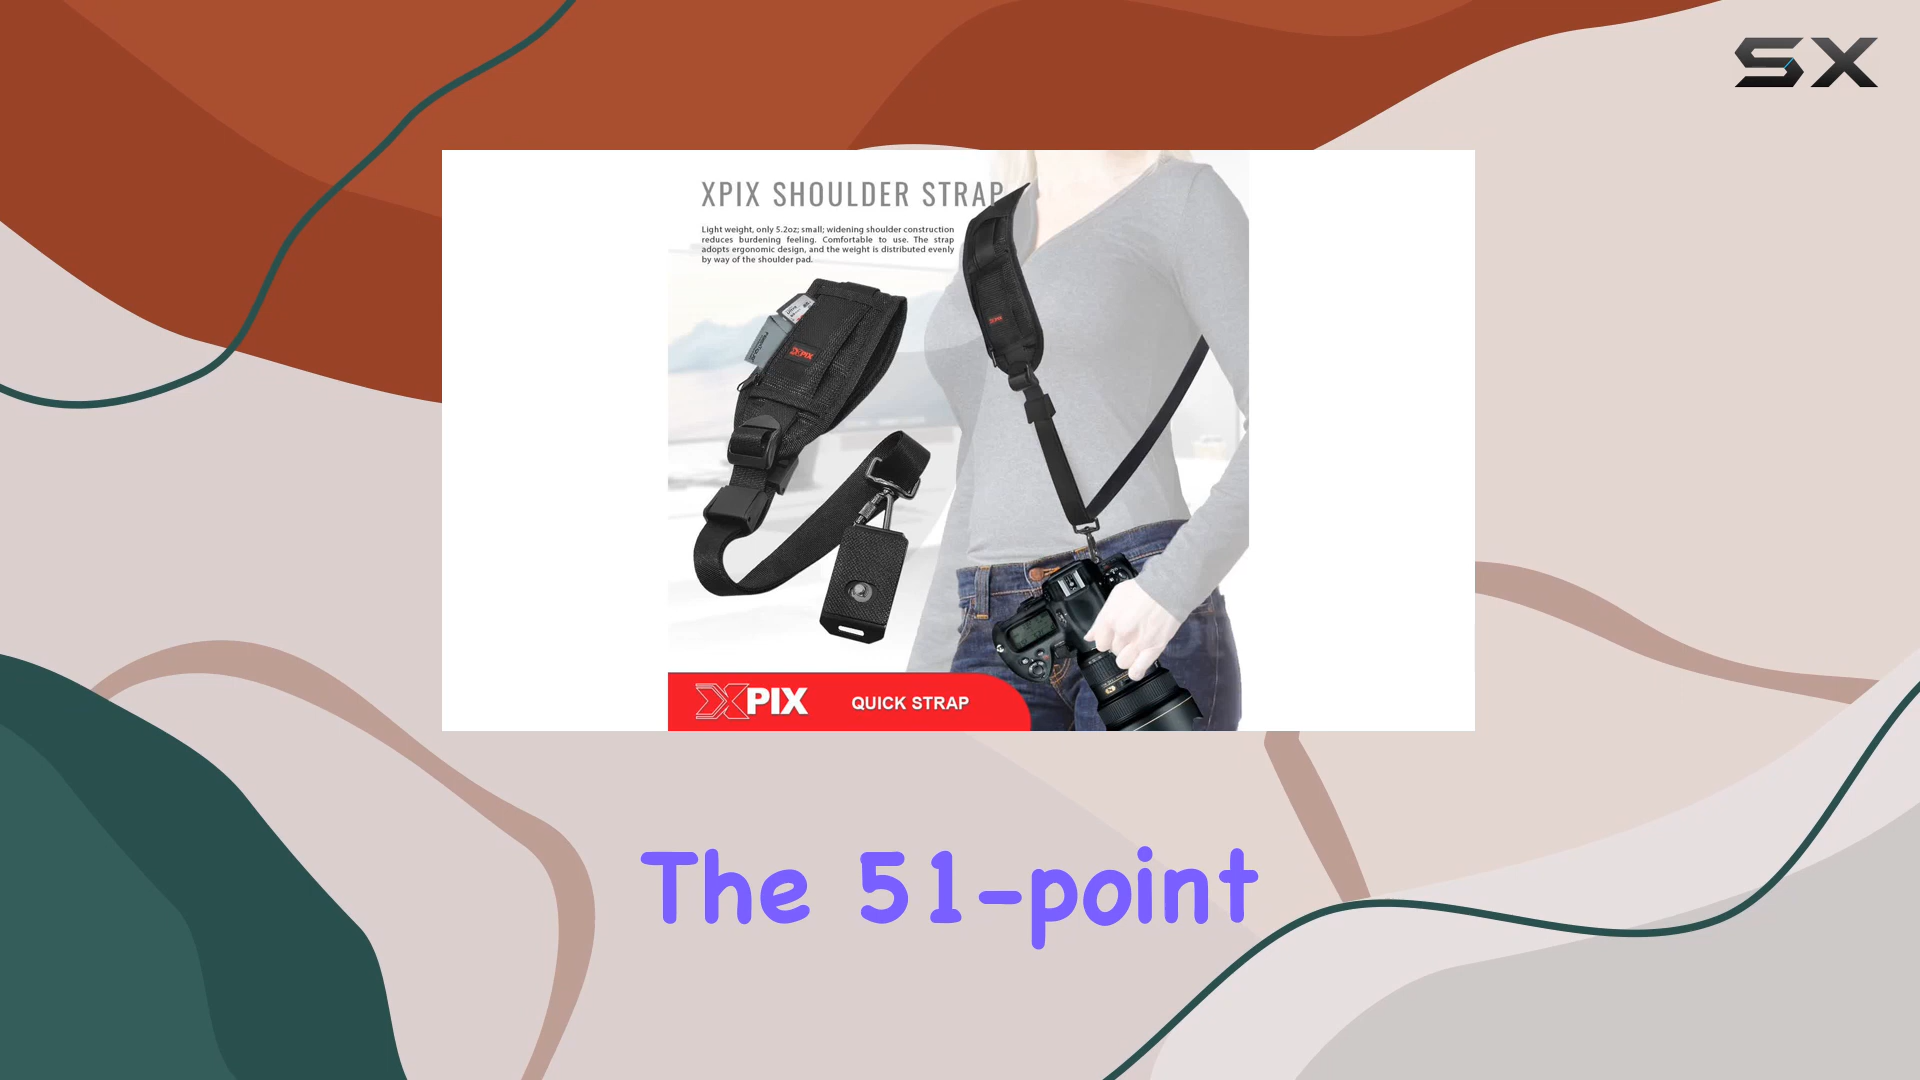 SX
XPIX SHOULDER STRAP
Light weight, only 5.2oz; small; widening shoulder construction
reduces burdening feeling. Comfortable to use. The strap
adopts ergonomic design, and the weight is distributed evenly
by way of the shoulder pad.
XPIX
XPIX
XPIX QUICK STRAP
The 51-point